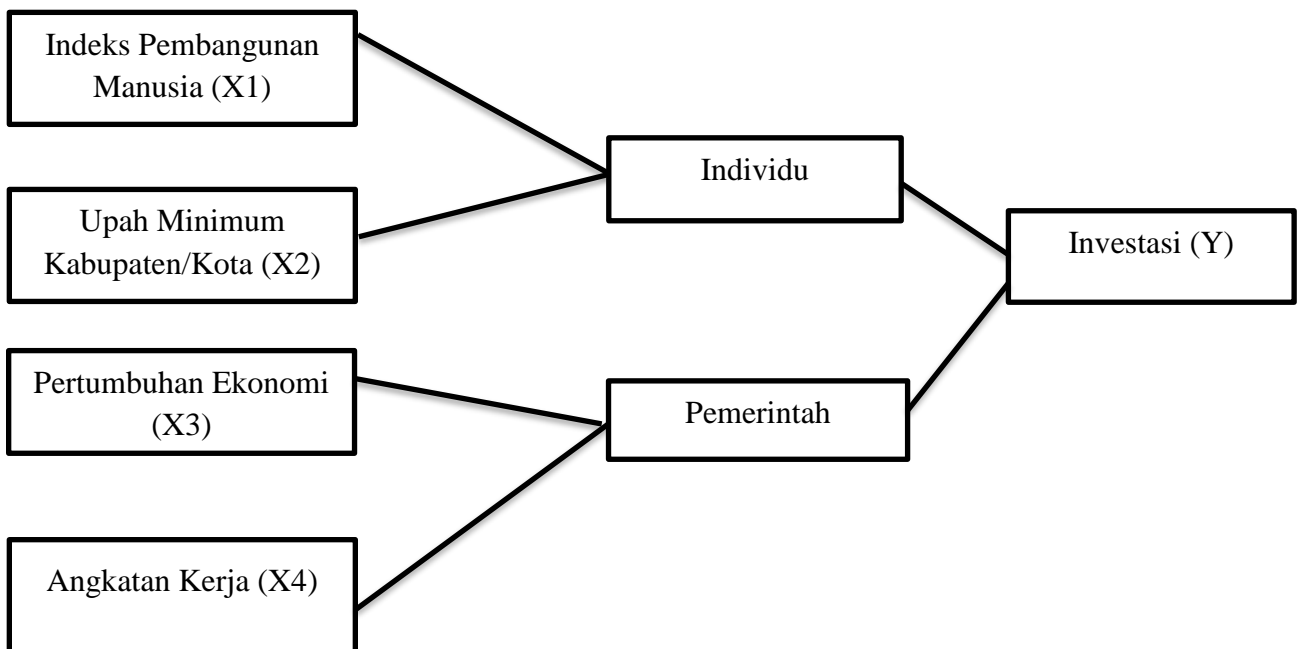 Indeks Pembangunan
Manusia (X1)
Upah Minimum
Kabupaten/Kota (X2)
Pertumbuhan Ekonomi
(X3)
Angkatan Kerja (X4)
Individu
Pemerintah
Investasi (Y)